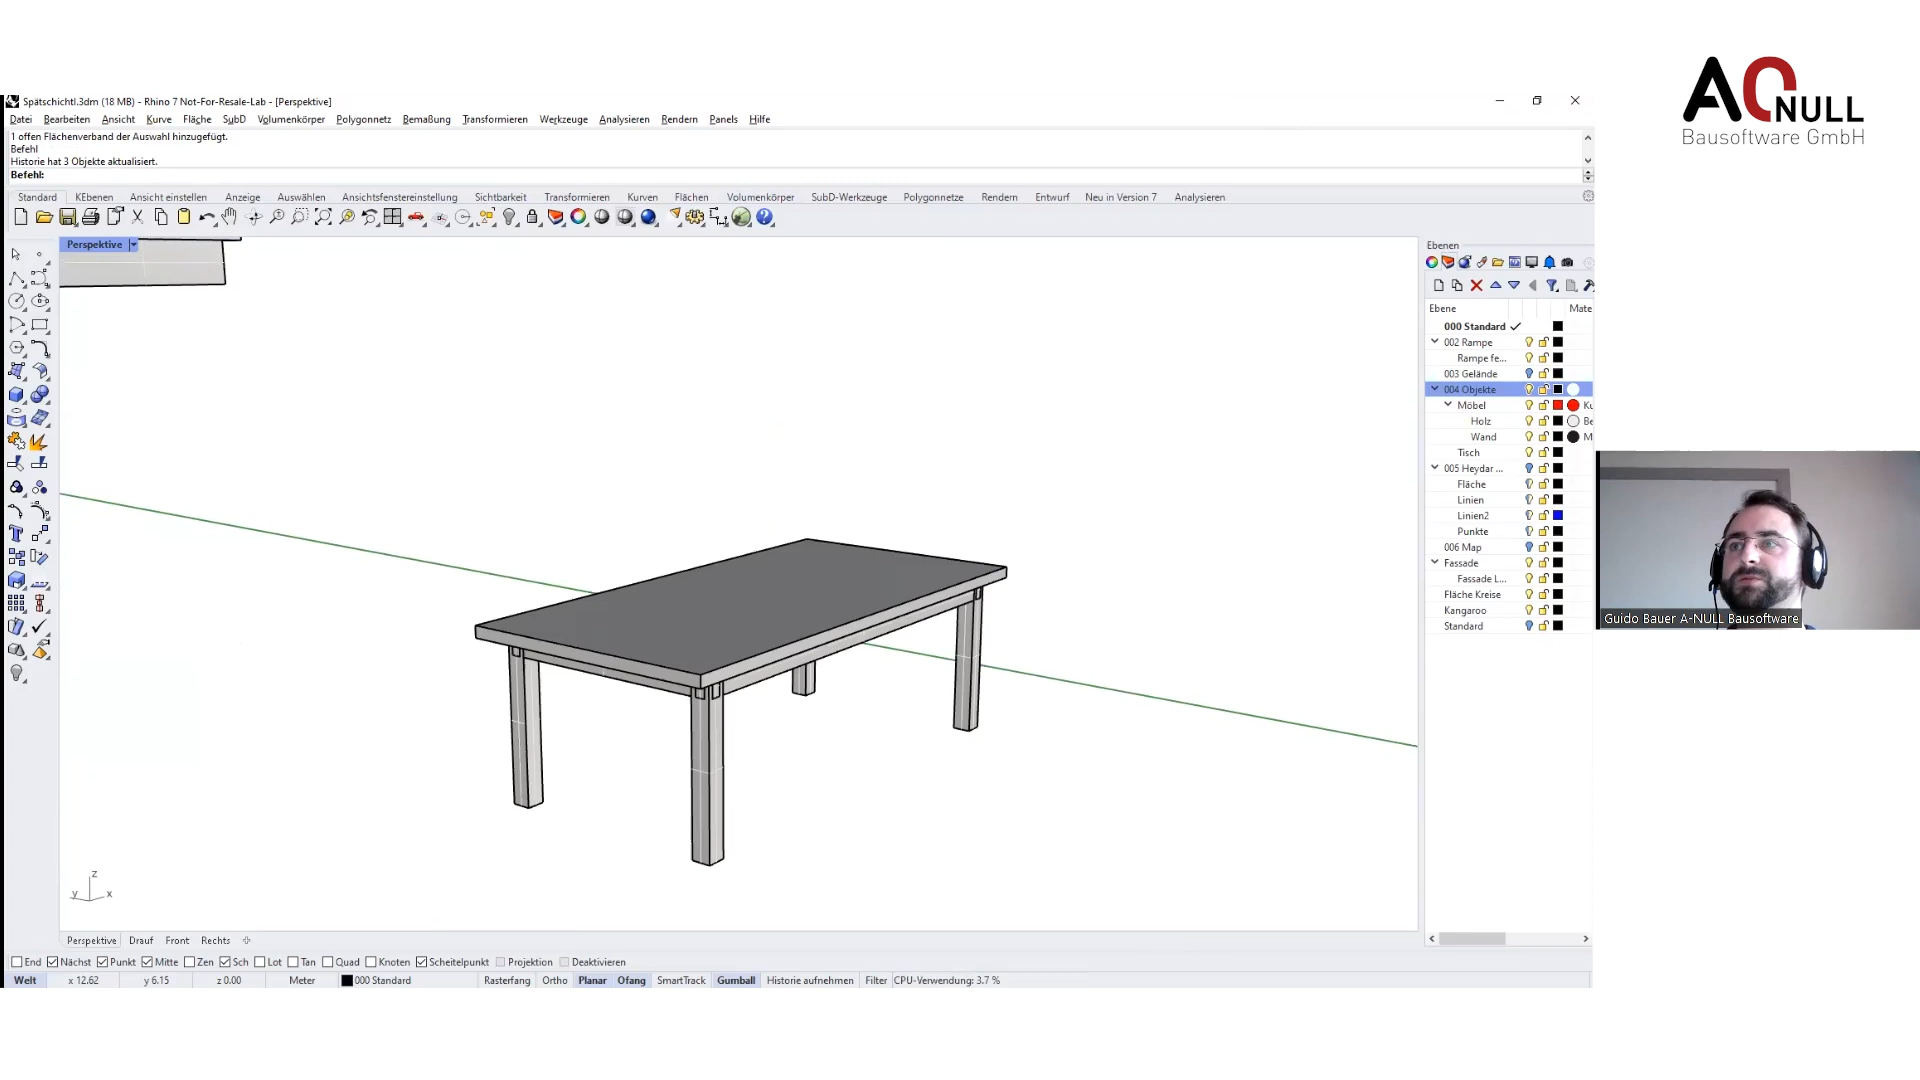 A NULL
Bausoftware GmbH
Spätschichtl.3dm (18 MB) - Rhino 7 Not-For-Resale-Lab - [Perspektive]
Datei Bearbeiten Ansicht Kurve Fläche SubD Volumenkörper Polygonnetz Bemaßung Transformieren Werkzeuge Analysieren Rendern Panels Hilfe
1 offen Flächenverband der Auswahl hinzugefügt.
Befehl
Historie hat 3 Objekte aktualisiert.
Befehl:
Standard KEbenen Ansicht einstellen Anzeige Auswählen Ansichtsfenstereinstellung Sichtbarkeit Transformieren Kurven Flächen Volumenkörper SubD-Werkzeuge Polygonnetze Rendern Entwurf Neu in Version 7 Analysieren
Perspektive
Ebenen
Ebene Mate
000 Standard
002 Rampe
Rampe fe...
003 Gelände
004 Objekte
Möbel Ku
Holz Be
Wand M
Tisch
005 Heydar ...
Fläche
Linien
Linien2
Punkte
006 Map
Fassade
Fassade L...
Fläche Kreise
Kangaroo
Standard
Guido Bauer A-NULL Bausoftware
z
y x
Perspektive Drauf Front Rechts
End Nächst Punkt Mitte Zen Sch Lot Tan Quad Knoten Scheitelpunkt Projektion Deaktivieren
Welt x 12.62 y 6.15 z 0.00 Meter 000 Standard Rasterfang Ortho Planar Ofang SmartTrack Gumball Historie aufnehmen Filter CPU-Verwendung: 3.7 %